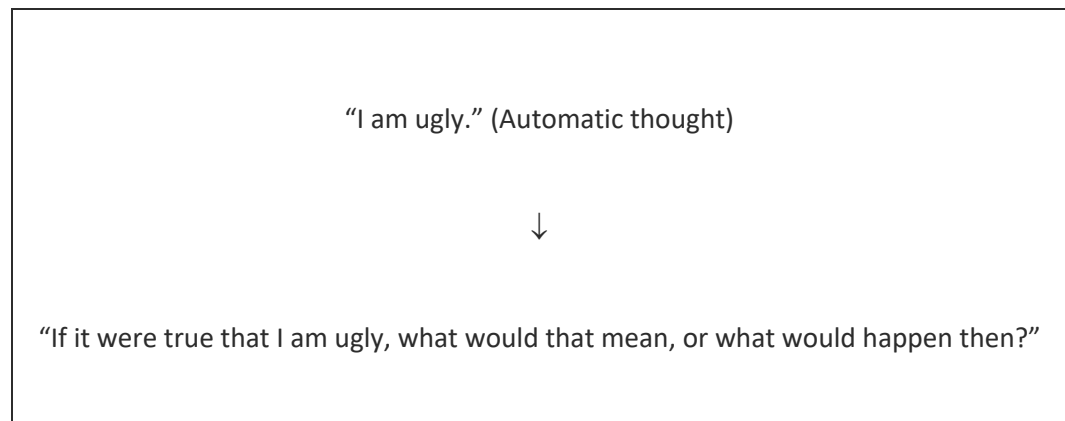 “I am ugly.” (Automatic thought)
↓
“If it were true that I am ugly, what would that mean, or what would happen then?”